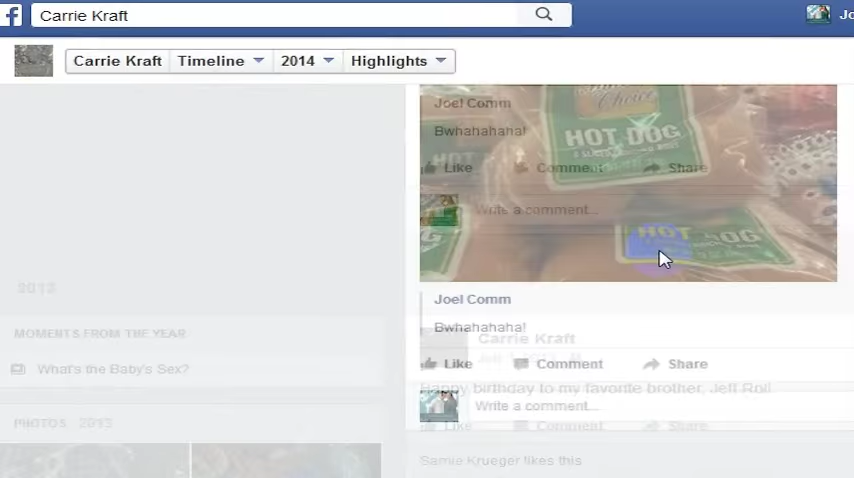 f Carrie Kraft
Jo
Carrie Kraft Timeline 2014 Highlights
Joel Comm
Choice
Bwhahahaha!
HOT DOG
Like Comment Share
Write a comment...
HOT DOG
2013
Joel Comm
MOMENTS FROM THE YEAR
Bwhahahaha!
Carrie Kraft
What's the Baby's Sex?
Like Comment Share
Happy birthday to my favorite brother, Jeff Roll
Write a comment...
PHOTOS 2013
Like Comment Share
Samie Krueger likes this